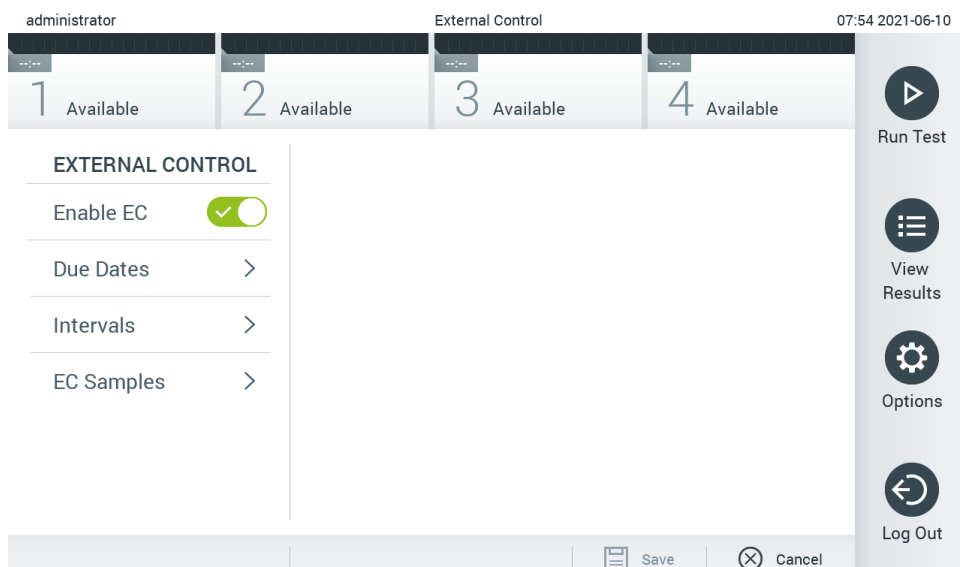 administrator External Control 07:54 2021-06-10
--:-- --:-- --:-- --:--
1 Available 2 Available 3 Available 4 Available
Run Test
EXTERNAL CONTROL
Enable EC
Due Dates
Intervals
EC Samples
View
Results
Options
Log Out
Save Cancel